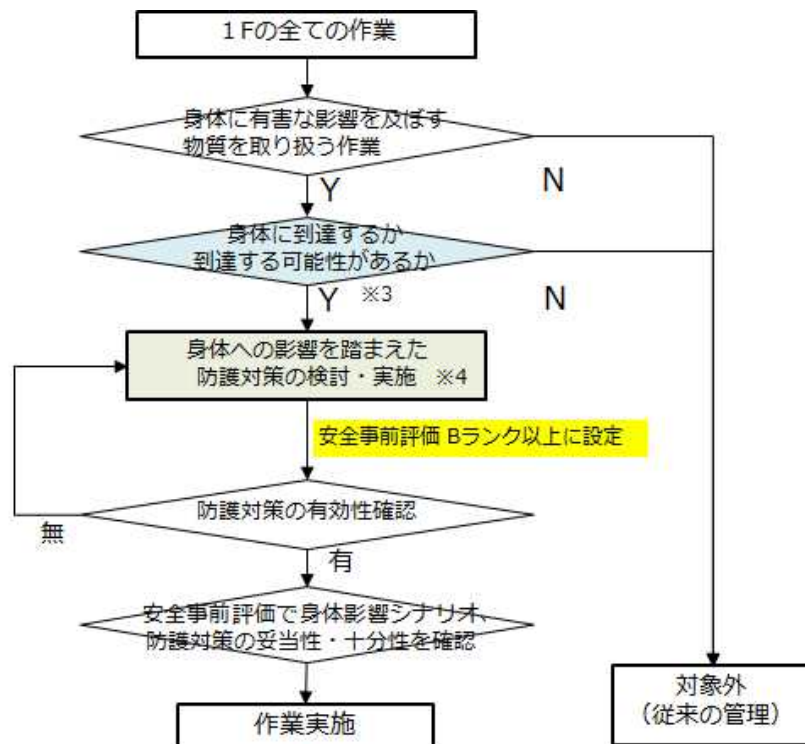 １Fの全ての作業
身体に有害な影響を及ぼす
物質を取り扱う作業
Y
N
身体に到達するか
到達する可能性があるか
Y
※3
N
身体への影響を踏まえた
防護対策の検討・実施 ※4
安全事前評価 Bランク以上に設定
防護対策の有効性確認
無
有
安全事前評価で身体影響シナリオ、
防護対策の妥当性・十分性を確認
対象外
（従来の管理）
作業実施